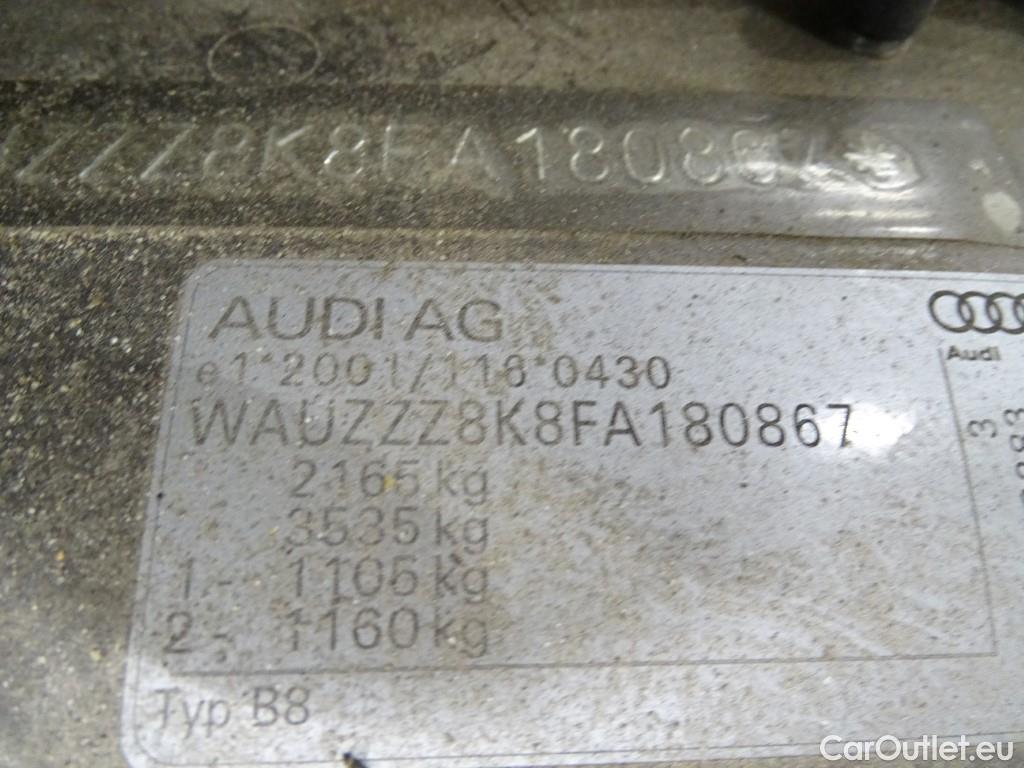 ZZZ8K8FA180867
AUDI AG
Audi
e1*2001/116*0430
WAUZZZ8K8FA180867
3
2165 kg
3535 kg
1 - 1105 kg
2 - 1160 kg
Typ B8
CarOutlet.eu